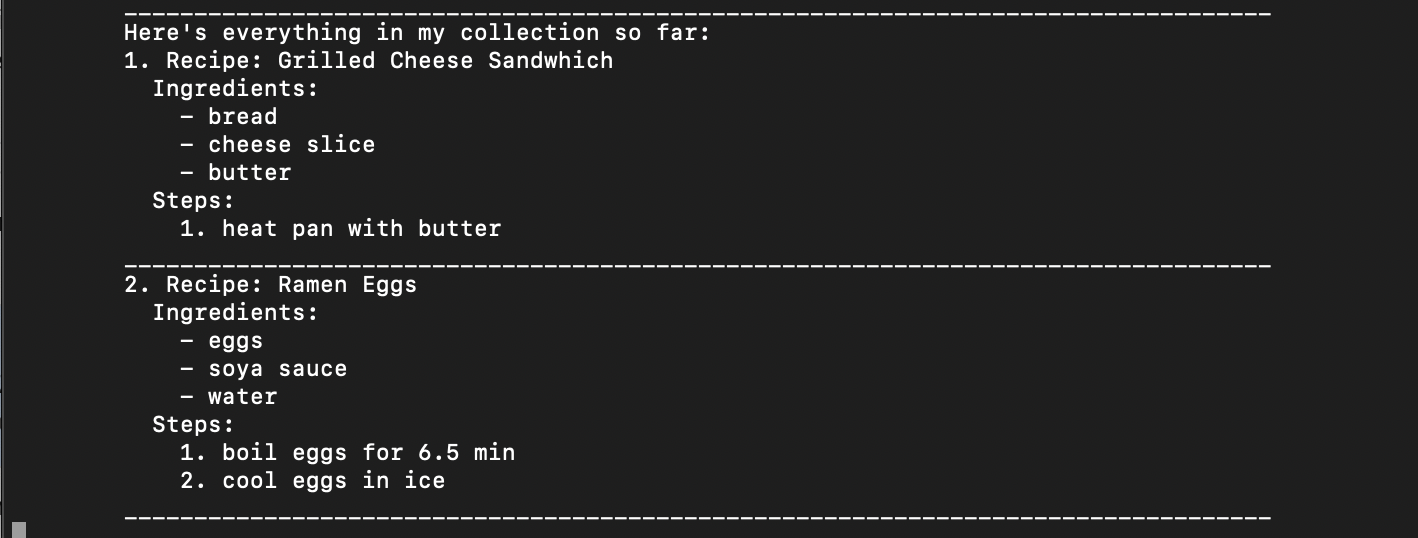 Here's everything in my collection so far:
1. Recipe: Grilled Cheese Sandwhich
Ingredients:
- bread
- cheese slice
- butter
Steps:
1. heat pan with butter
2. Recipe: Ramen Eggs
Ingredients:
- eggs
- soya sauce
- water
Steps:
1. boil eggs for 6.5 min
2. cool eggs in ice